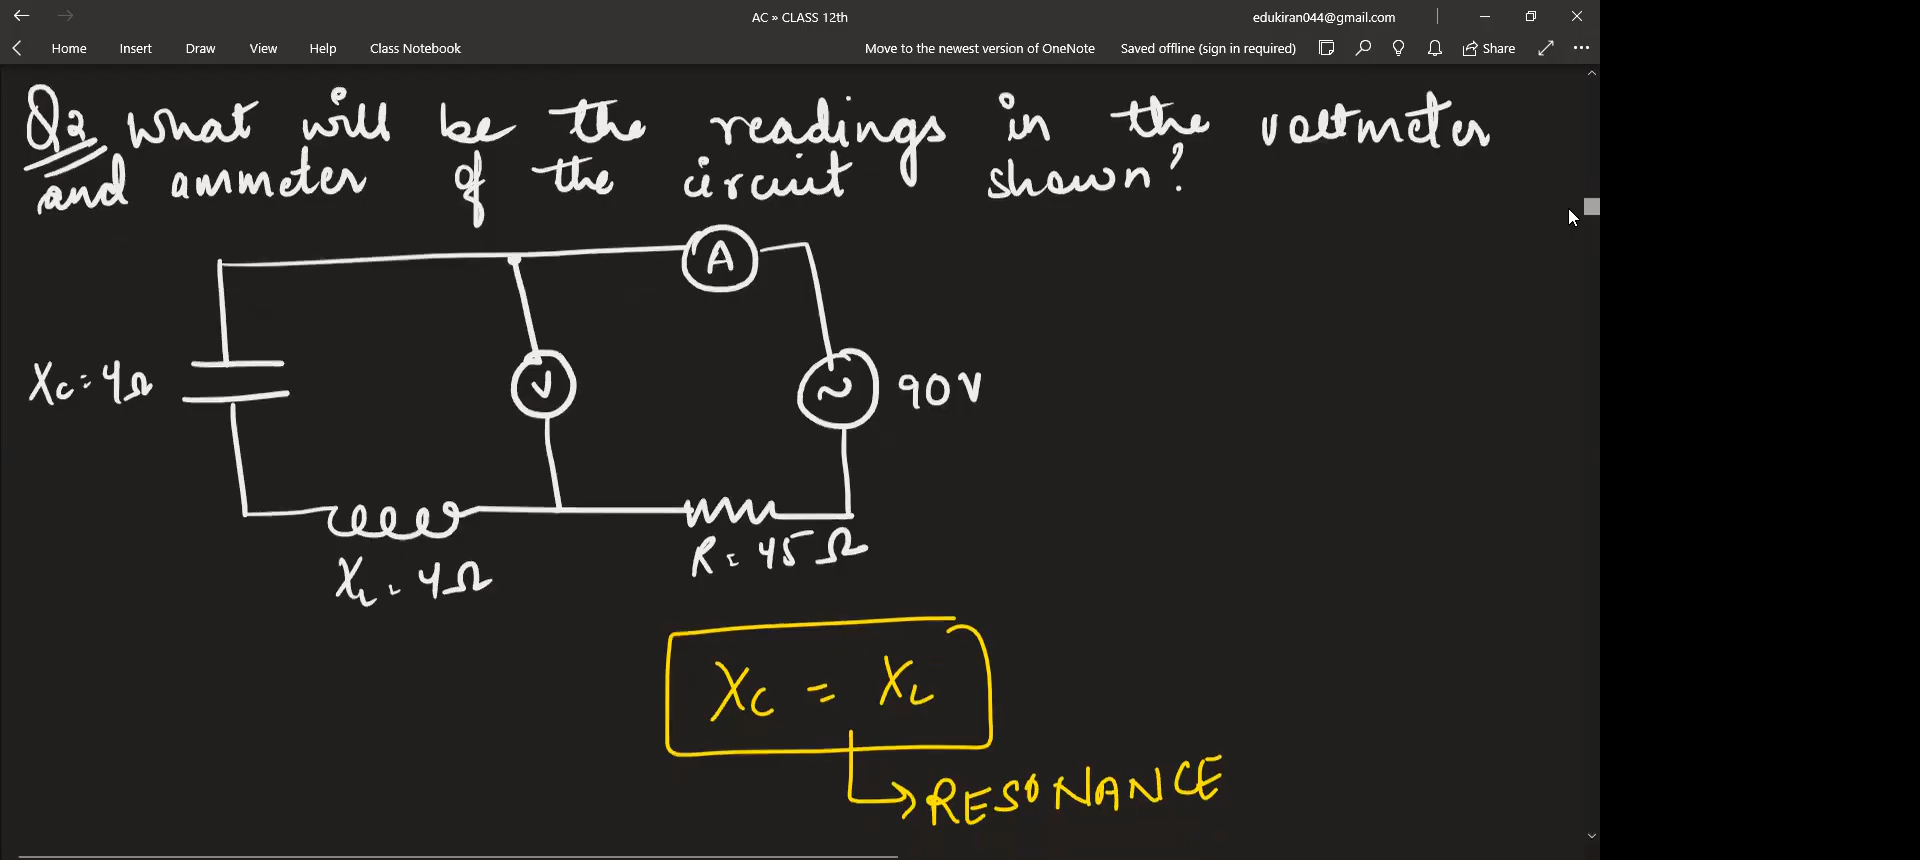 AC » CLASS 12th
edukiran044@gmail.com
Home Insert Draw View Help Class Notebook Move to the newest version of OneNote Saved offline (sign in required) Share
Q2 What will be the readings in the voltmeter
and ammeter of the circuit shown?
A
Xc = 4Ω
V
~ 90 V
R = 45 Ω
XL = 4Ω
Xc = XL
RESONANCE